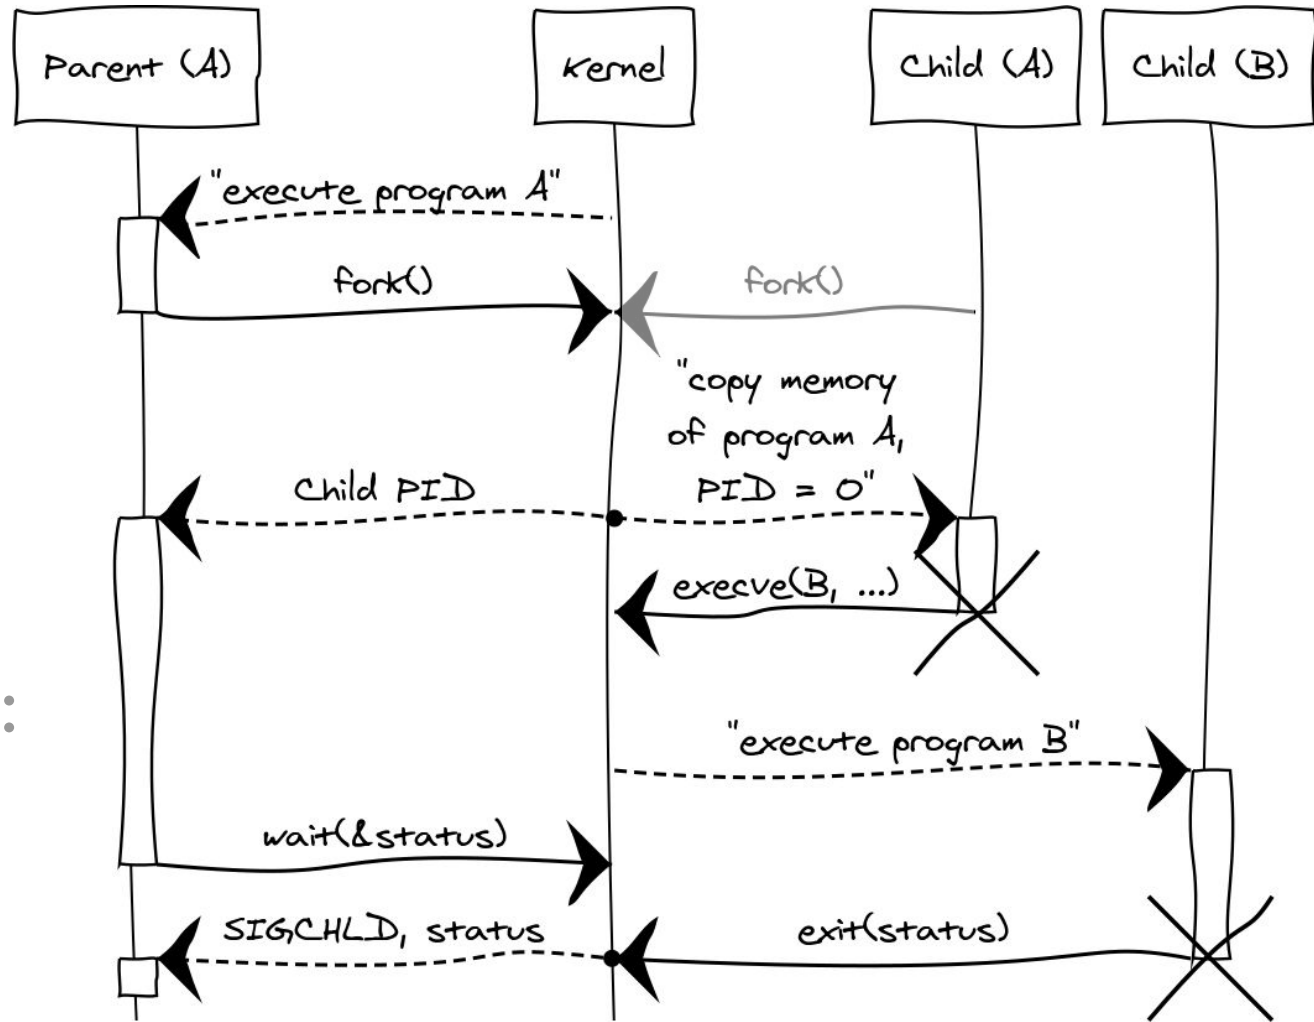 Parent (A)
Kernel
Child (A)
Child (B)
"execute program A"
fork()
fork()
"copy memory
of program A,
PID = 0"
Child PID
execve(B, ...)
"execute program B"
wait(&status)
SIGCHLD, status
exit(status)